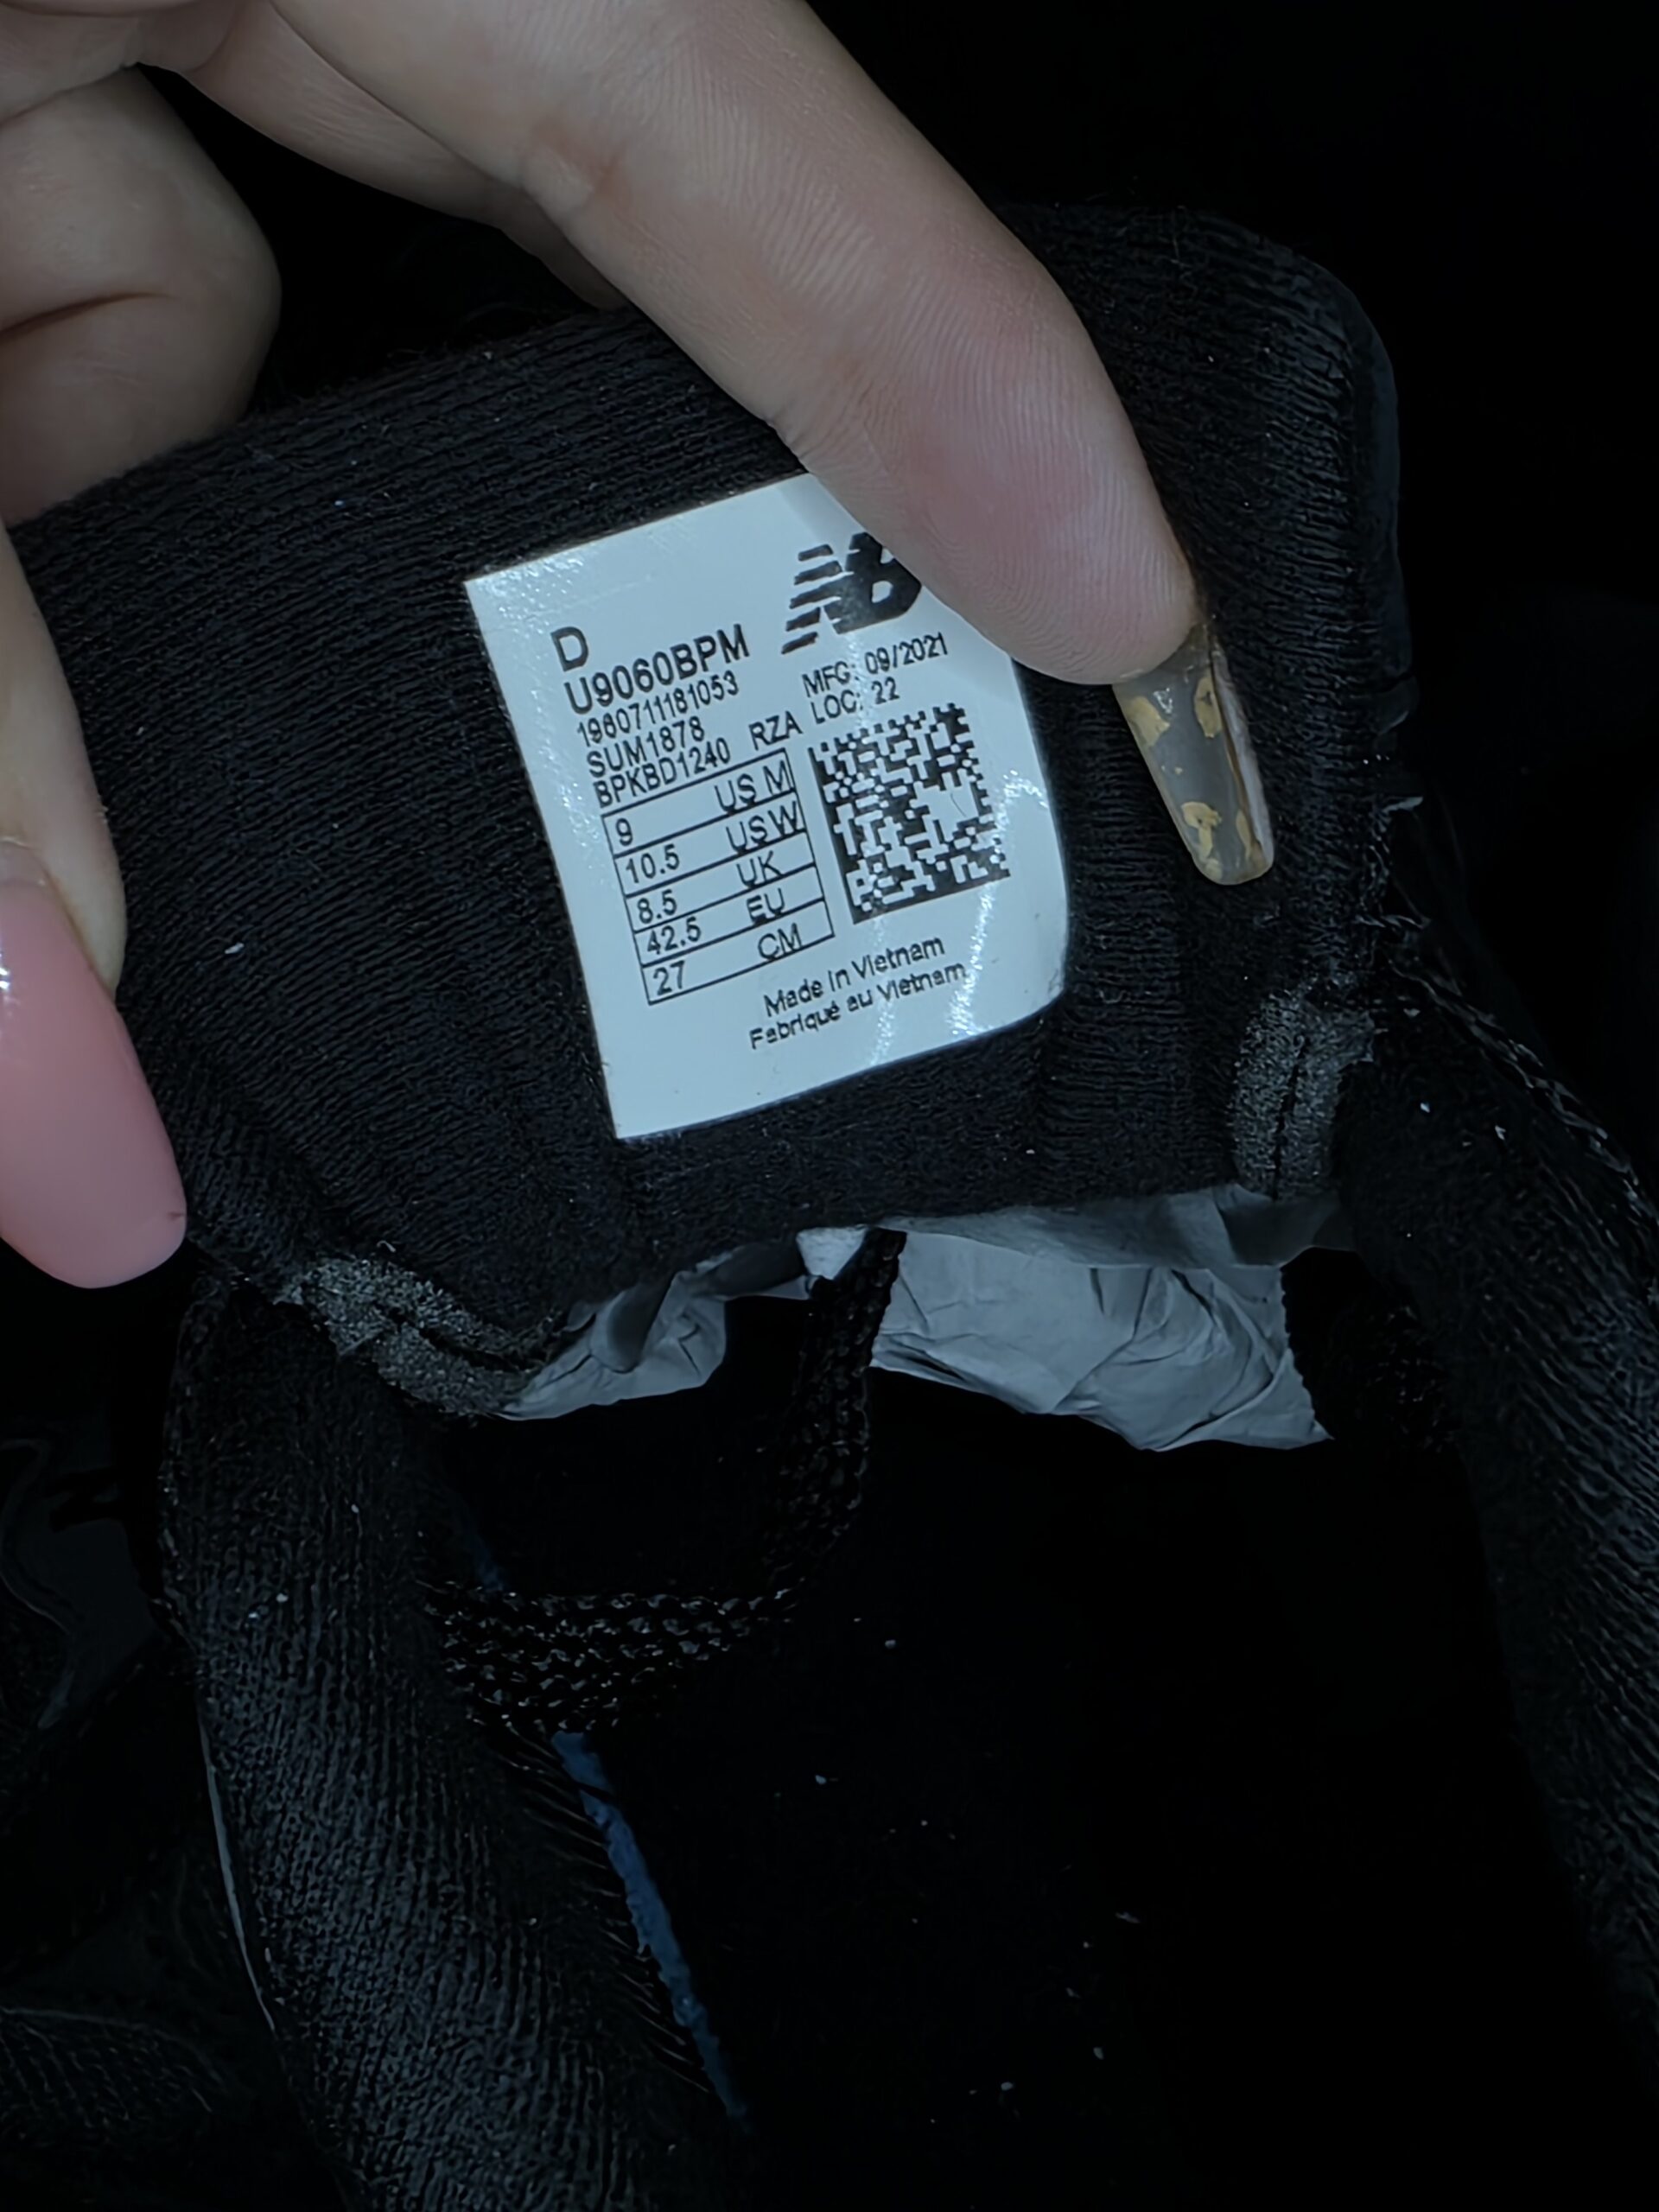 D
U9060BPM
196071181053
SUM1878
BPKBD1240 RZA
NB
MFG: 09/2021
LOC: 22
9 US M
10.5 US W
8.5 UK
42.5 EU
27 CM
Made in Vietnam
Fabriqué au Vietnam